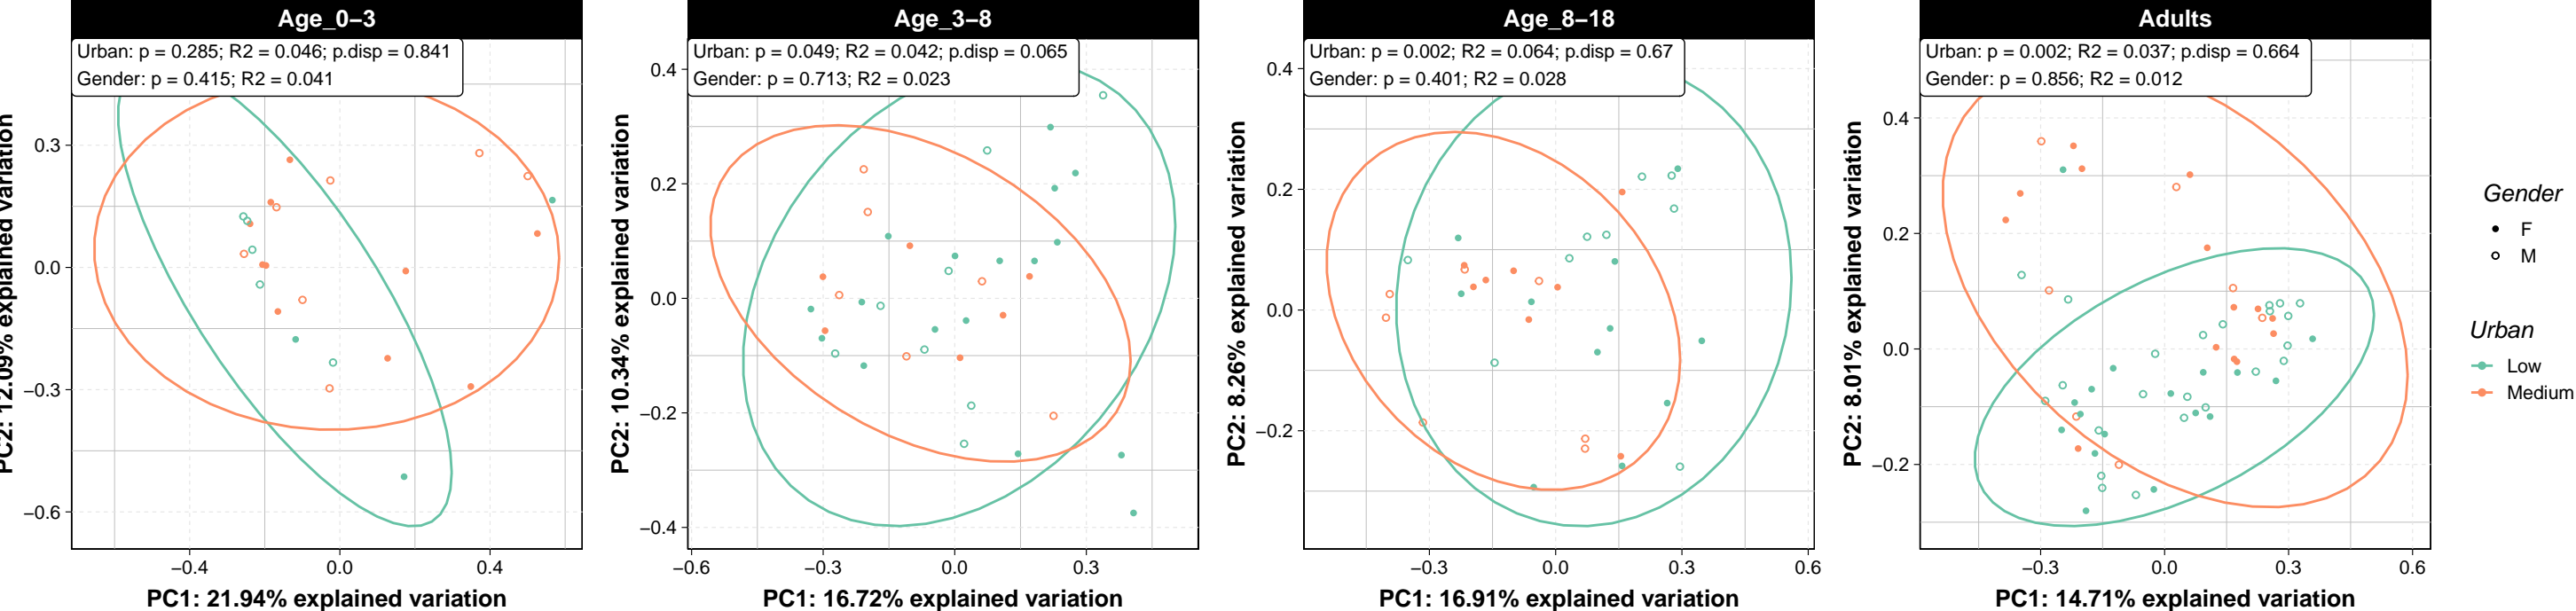 Age_0–3
Urban: p = 0.285; R2 = 0.046; p.disp = 0.841
Gender: p = 0.415; R2 = 0.041
PC2: 12.09% explained variation
0.3
0.0
−0.3
−0.6
−0.4
0.0
0.4
PC1: 21.94% explained variation
Age_3–8
Urban: p = 0.049; R2 = 0.042; p.disp = 0.065
Gender: p = 0.713; R2 = 0.023
PC2: 10.34% explained variation
0.4
0.2
0.0
−0.2
−0.4
−0.6
−0.3
0.0
0.3
PC1: 16.72% explained variation
Age_8–18
Urban: p = 0.002; R2 = 0.064; p.disp = 0.67
Gender: p = 0.401; R2 = 0.028
PC2: 8.26% explained variation
0.4
0.2
0.0
−0.2
−0.3
0.0
0.3
0.6
PC1: 16.91% explained variation
Adults
Urban: p = 0.002; R2 = 0.037; p.disp = 0.664
Gender: p = 0.856; R2 = 0.012
PC2: 8.01% explained variation
0.4
0.2
0.0
−0.2
−0.3
0.0
0.3
0.6
PC1: 14.71% explained variation
Gender
F
M
Urban
Low
Medium